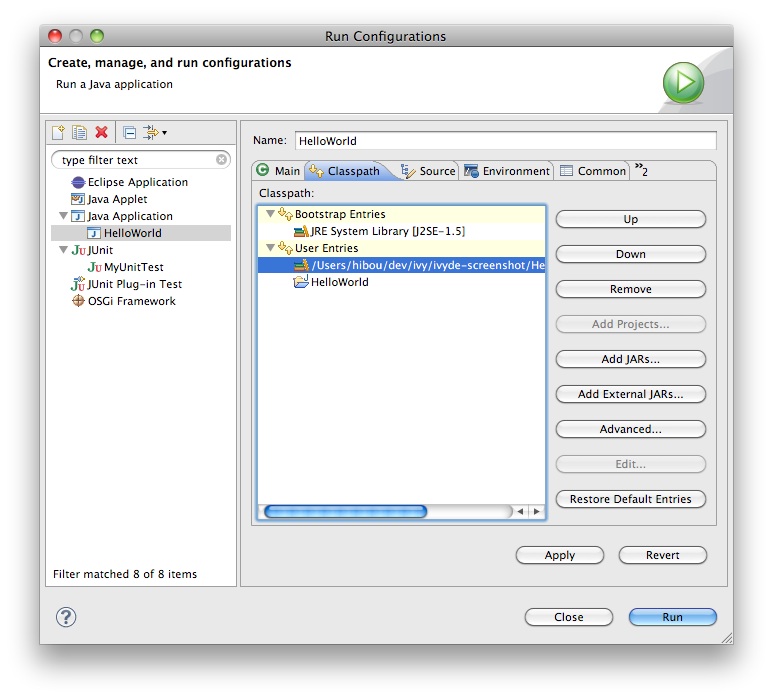 Run Configurations
Create, manage, and run configurations
Run a Java application
type filter text
Eclipse Application
Java Applet
Java Application
HelloWorld
JUnit
MyUnitTest
JUnit Plug-in Test
OSGi Framework
Filter matched 8 of 8 items
Name: HelloWorld
Main Classpath Source Environment Common »2
Classpath:
Bootstrap Entries
JRE System Library [J2SE-1.5]
User Entries
/Users/hibou/dev/ivy/ivyde-screenshot/He
HelloWorld
Up
Down
Remove
Add Projects...
Add JARs...
Add External JARs...
Advanced...
Edit...
Restore Default Entries
Apply Revert
? Close Run